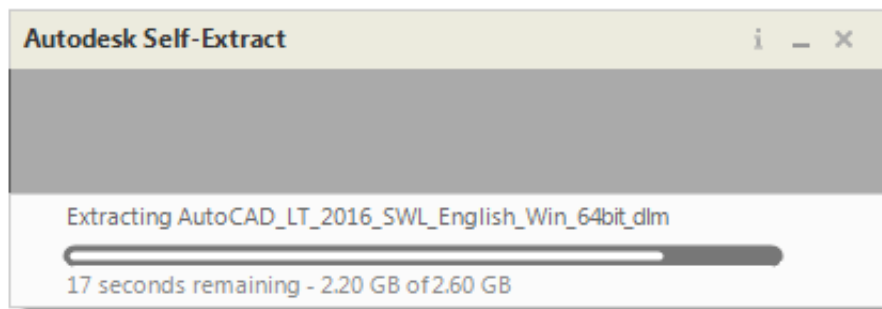 Autodesk Self-Extract
Extracting AutoCAD_LT_2016_SWL_English_Win_64bit_dlm
17 seconds remaining - 2.20 GB of 2.60 GB